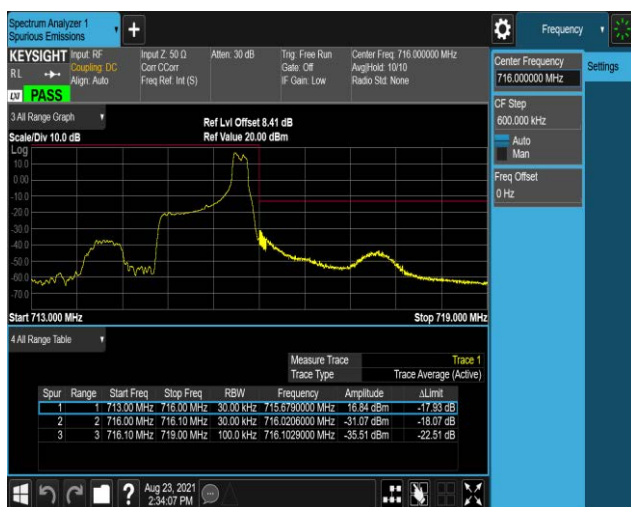 Spectrum Analyzer 1
Spurious Emissions
Frequency
KEYSIGHT
Input: RF
Coupling: DC
Align: Auto
Input Z: 50 Ω
Corr CCorr
Freq Ref: Int (S)
Atten: 30 dB
Trig: Free Run
Gate: Off
IF Gain: Low
Center Freq: 716.000000 MHz
Avg|Hold: 10/10
Radio Std: None
RL
LXI PASS
Center Frequency
716.000000 MHz
Settings
CF Step
600.000 kHz
Auto
Man
Freq Offset
0 Hz
3 All Range Graph
Ref Lvl Offset 8.41 dB
Scale/Div 10.0 dB
Ref Value 20.00 dBm
Log
10.0
0.00
-10.0
-20.0
-30.0
-40.0
-50.0
-60.0
-70.0
Start 713.000 MHz
Stop 719.000 MHz
4 All Range Table
Measure Trace Trace 1
Trace Type Trace Average (Active)
Spur Range Start Freq Stop Freq RBW Frequency Amplitude ΔLimit
1 1 713.00 MHz 716.00 MHz 30.00 kHz 715.6790000 MHz 16.84 dBm -17.93 dB
2 2 716.00 MHz 716.10 MHz 30.00 kHz 716.0206000 MHz -31.07 dBm -18.07 dB
3 3 716.10 MHz 719.00 MHz 100.0 kHz 716.1029000 MHz -35.51 dBm -22.51 dB
?
Aug 23, 2021
2:34:07 PM